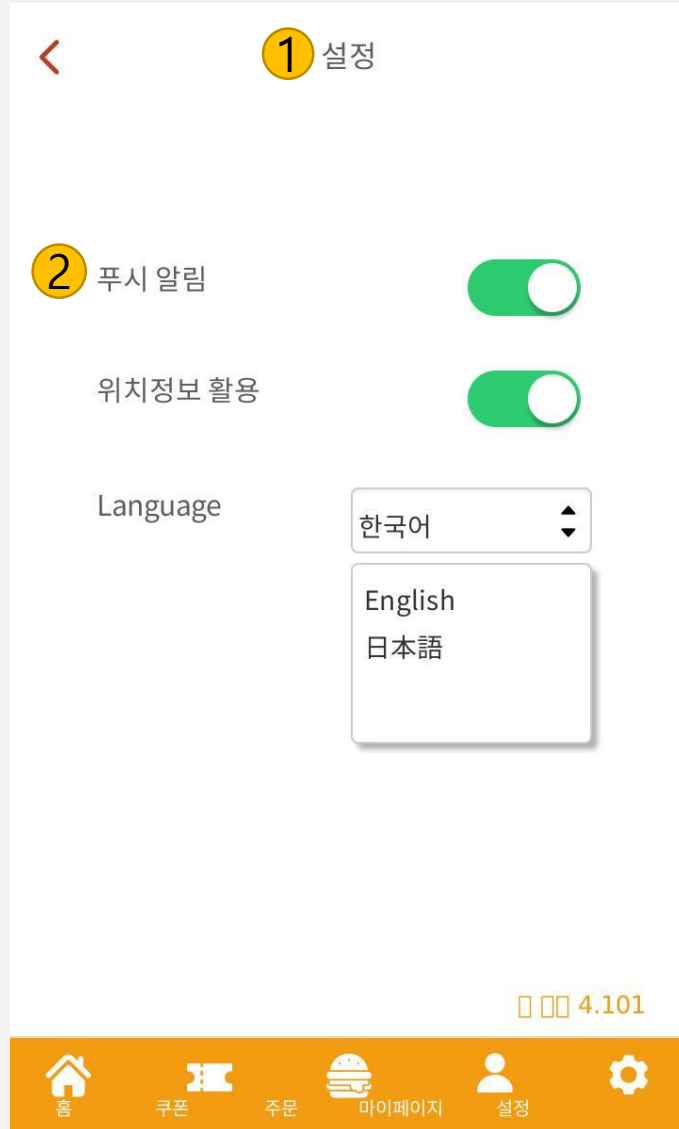 1 설정
2 푸시 알림
위치정보 활용
Language
한국어
English
日本語
4.101
홈 쿠폰 주문 마이페이지 설정